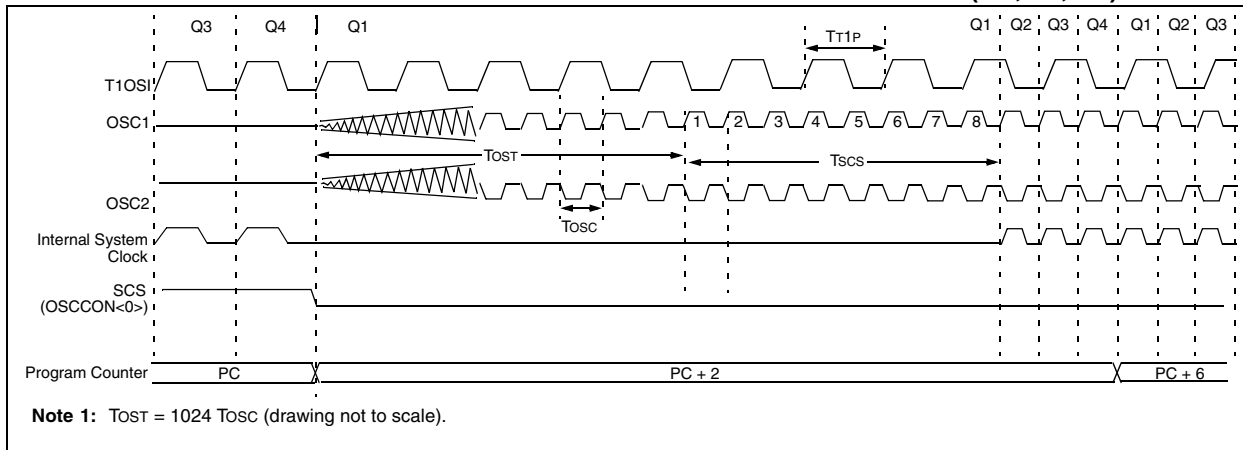 Q3 Q4 Q1 Q1 Q2 Q3 Q4 Q1 Q2 Q3
TT1P
T1OSI
OSC1
1 2 3 4 5 6 7 8
TOST TSCS
OSC2
TOSC
Internal System
Clock
SCS
(OSCCON<0>)
Program Counter PC PC + 2 PC + 6
Note 1: TOST = 1024 TOSC (drawing not to scale).